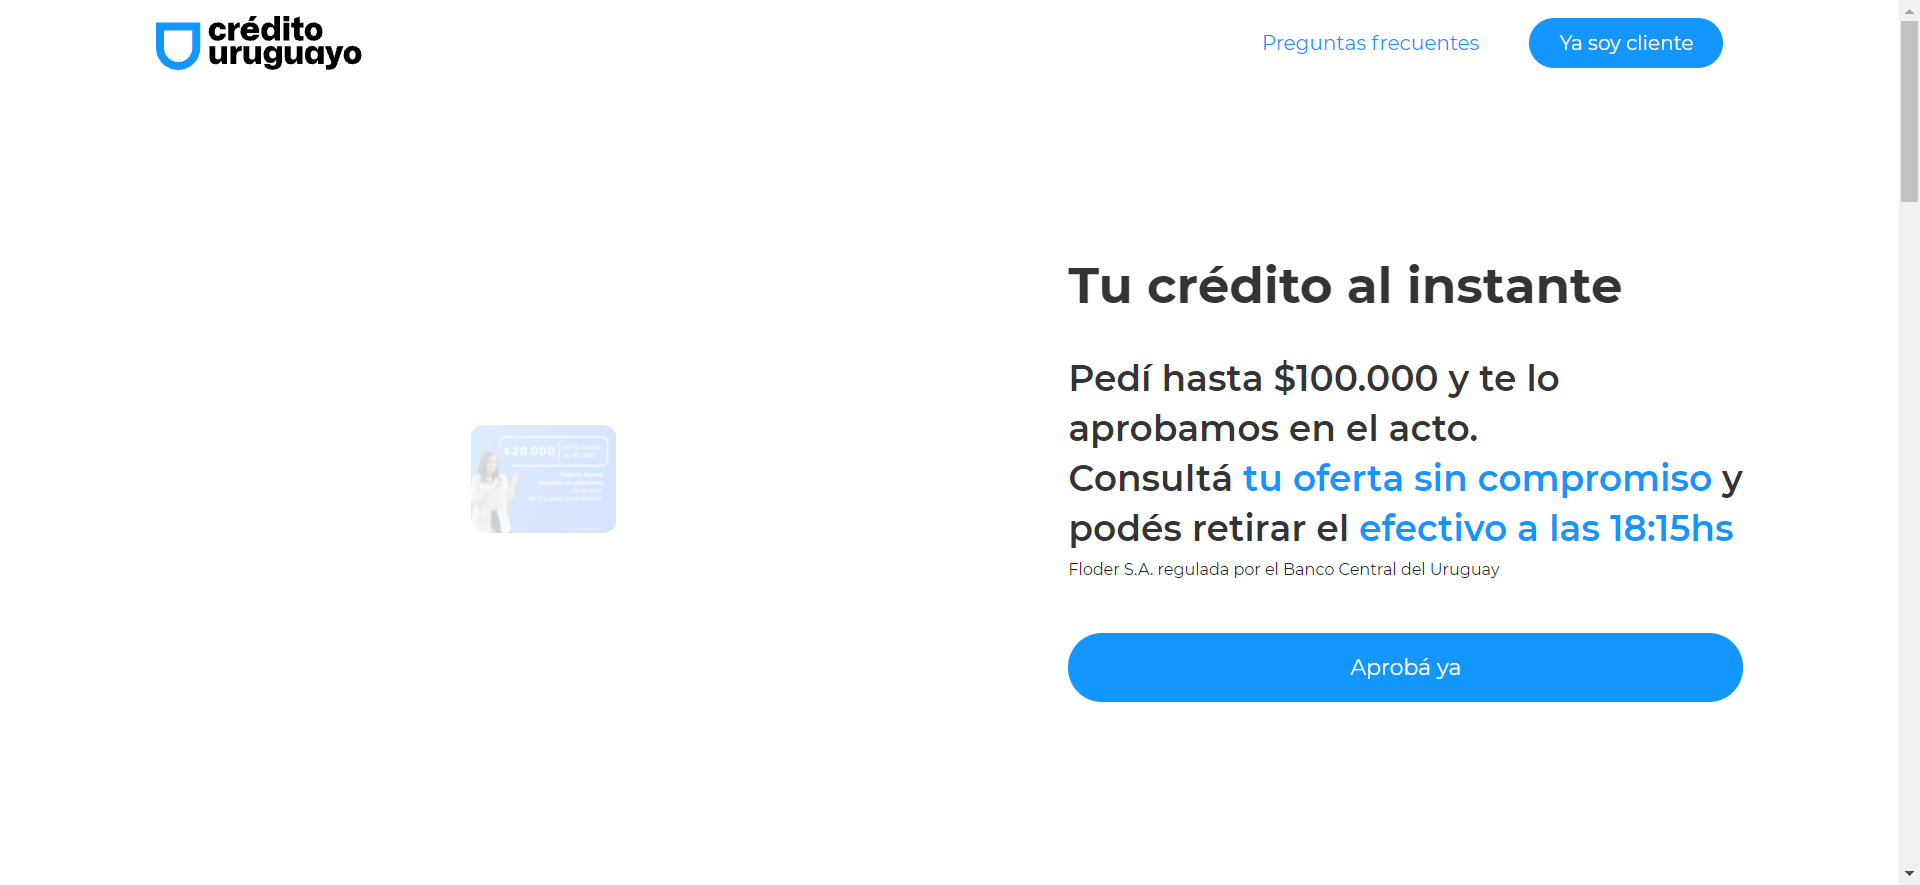 crédito
uruguayo
Preguntas frecuentes
Ya soy cliente
$20.000
Tu crédito al instante
Pedí hasta $100.000 y te lo
aprobamos en el acto.
Consultá tu oferta sin compromiso y
podés retirar el efectivo a las 18:15hs
Floder S.A. regulada por el Banco Central del Uruguay
Aprobá ya